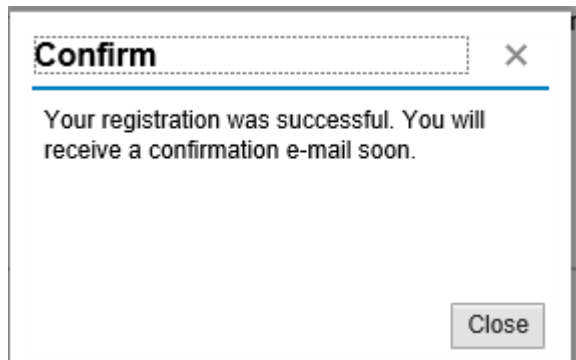 Confirm
Your registration was successful. You will
receive a confirmation e-mail soon.
Close